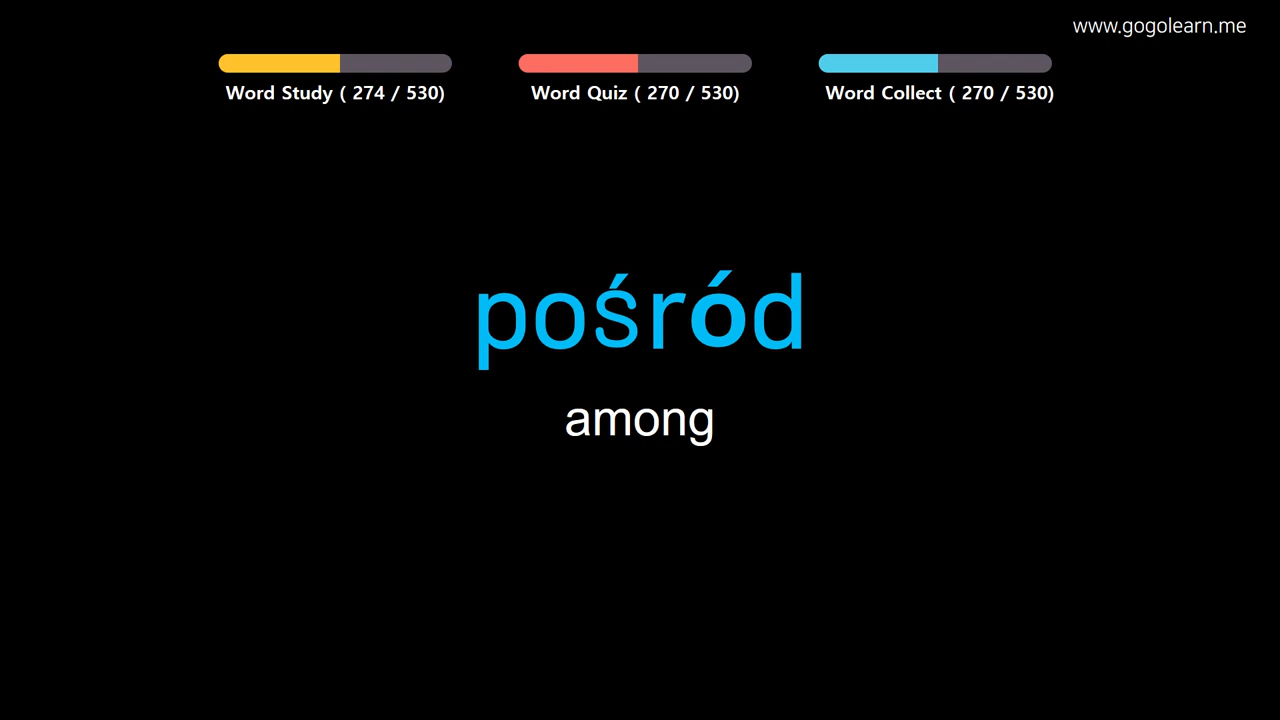 www.gogolearn.me
Word Study ( 274 / 530)
Word Quiz ( 270 / 530)
Word Collect ( 270 / 530)
pośród
among